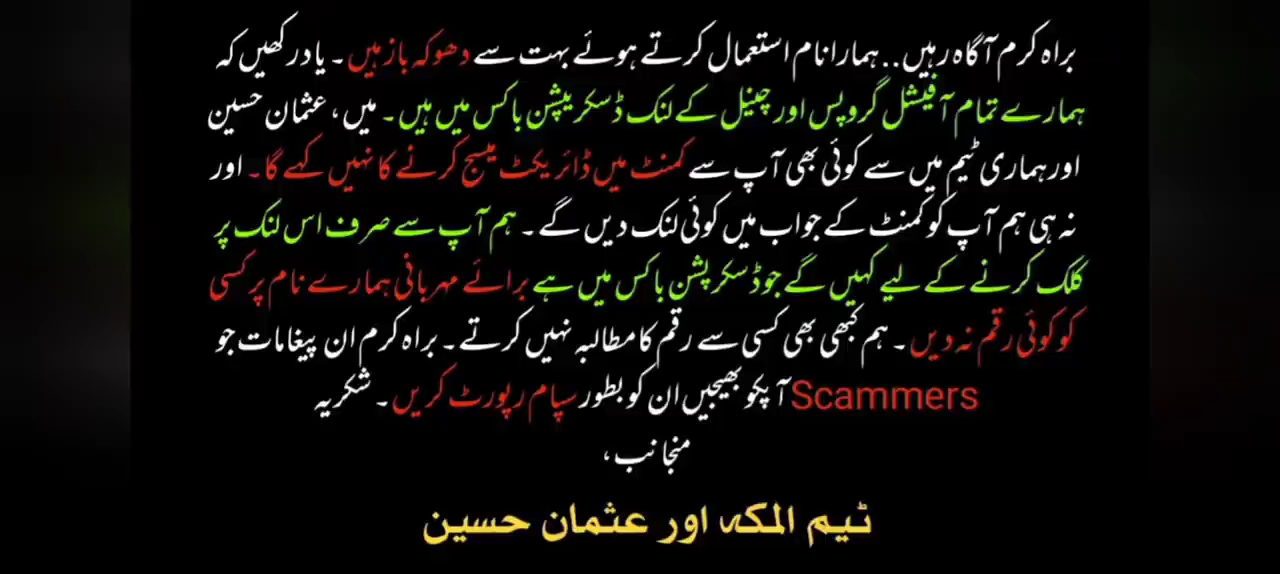 براہ کرم آگاہ رہیں.. ہمارا نام استعمال کرتے ہوئے بہت سے دھوکہ باز ہیں۔ یاد رکھیں کہ
ہمارے تمام آفیشل گروپس اور چینل کے لنک ڈسکرپیشن باکس میں ہیں۔ میں، عثمان حسین
اور ہماری ٹیم میں سے کوئی بھی آپ سے کمنٹ میں ڈائریکٹ میسج کرنے کا نہیں کہے گا۔ اور
نہ ہی ہم آپ کو کمنٹ کے جواب میں کوئی لنک دیں گے۔ ہم آپ سے صرف اس لنک پر
کلک کرنے کے لیے کہیں گے جو ڈسکرپشن باکس میں ہے برائے مہربانی ہمارے نام پر کسی
کو کوئی رقم نہ دیں۔ ہم کبھی بھی کسی سے رقم کا مطالبہ نہیں کرتے۔ براہ کرم ان پیغامات جو
Scammers آپکو بھیجیں ان کو بطور سپام رپورٹ کریں۔ شکریہ
منجانب،
ٹیم المکہ اور عثمان حسین